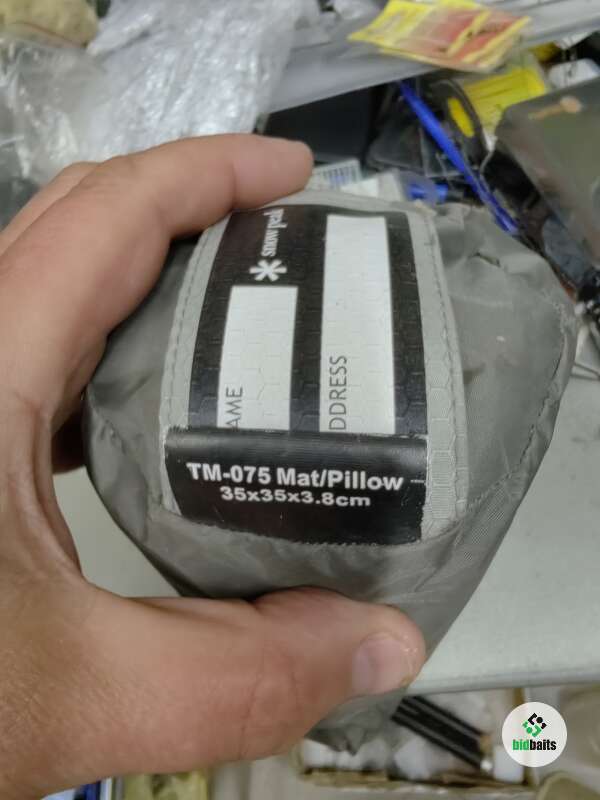 snow peak
AME
DDRESS
TM-075 Mat/Pillow
35x35x3.8cm
bidbaits